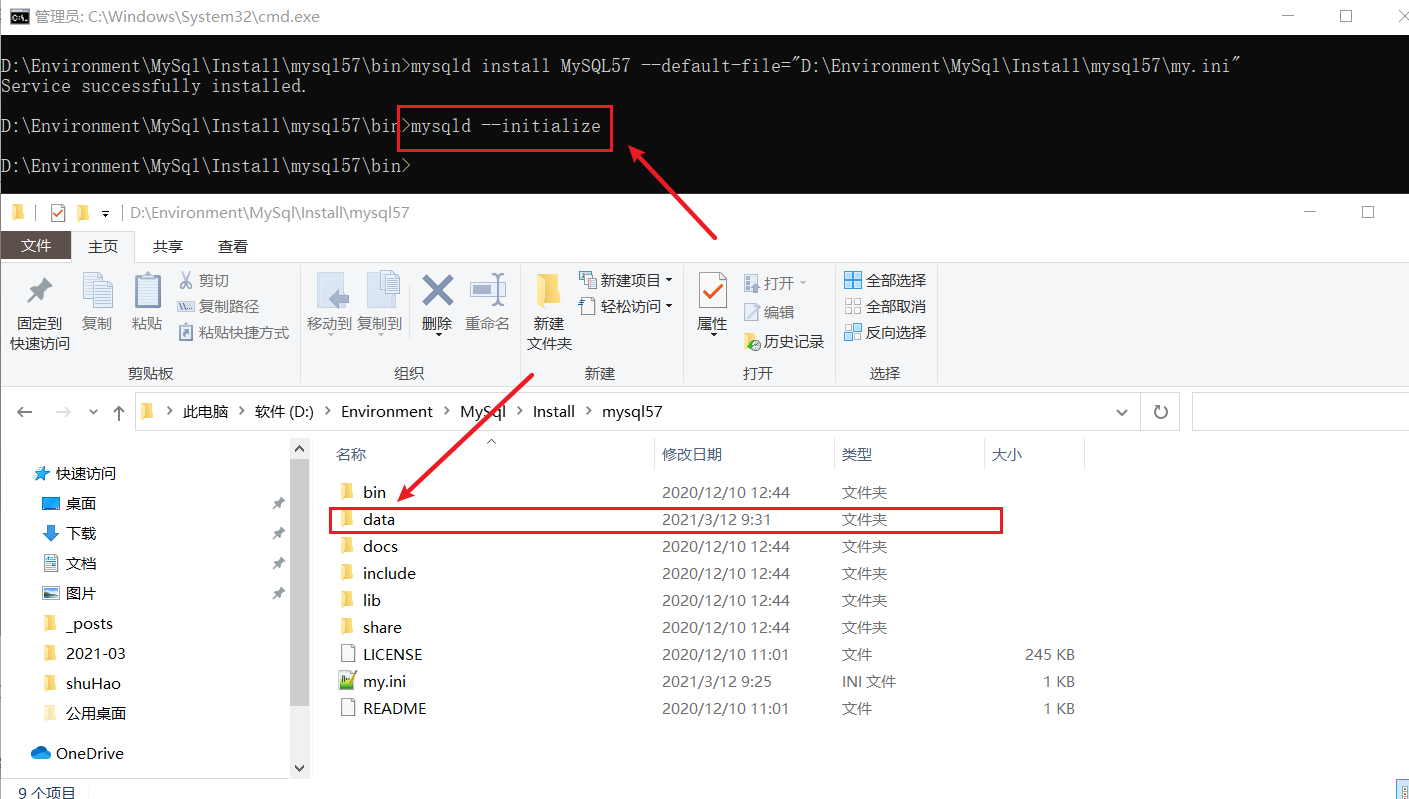 管理员: C:\Windows\System32\cmd.exe
D:\Environment\MySql\Install\mysql57\bin>mysqld install MySQL57 --default-file="D:\Environment\MySql\Install\mysql57\my.ini"
Service successfully installed.
D:\Environment\MySql\Install\mysql57\bin>mysqld --initialize
D:\Environment\MySql\Install\mysql57\bin>
D:\Environment\MySql\Install\mysql57
文件 主页 共享 查看
固定到快速访问
复制
粘贴
剪切
复制路径
粘贴快捷方式
剪贴板
移动到 复制到 删除 重命名
组织
新建文件夹
新建项目
轻松访问
新建
属性
打开
编辑
历史记录
打开
全部选择
全部取消
反向选择
选择
此电脑 > 软件 (D:) > Environment > MySql > Install > mysql57
快速访问
桌面
下载
文档
图片
_posts
2021-03
shuHao
公用桌面
OneDrive
名称 修改日期 类型 大小
bin 2020/12/10 12:44 文件夹
data 2021/3/12 9:31 文件夹
docs 2020/12/10 12:44 文件夹
include 2020/12/10 12:44 文件夹
lib 2020/12/10 12:44 文件夹
share 2020/12/10 12:44 文件夹
LICENSE 2020/12/10 11:01 文件 245 KB
my.ini 2021/3/12 9:25 INI 文件 1 KB
README 2020/12/10 11:01 文件 1 KB
9 个项目